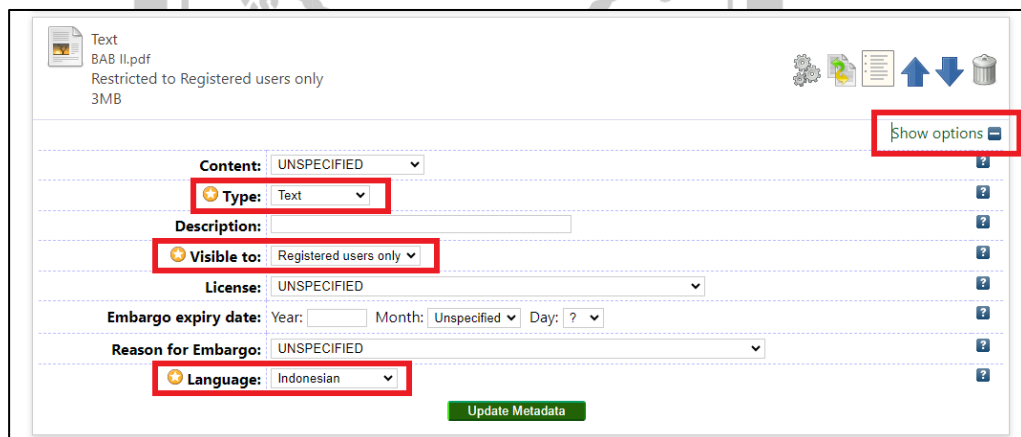 Text
BAB II.pdf
Restricted to Registered users only
3MB
Show options
Content: UNSPECIFIED ?
Type: Text ?
Description: ?
Visible to: Registered users only ?
License: UNSPECIFIED ?
Embargo expiry date: Year: Month: Unspecified Day: ? ?
Reason for Embargo: UNSPECIFIED ?
Language: Indonesian ?
Update Metadata